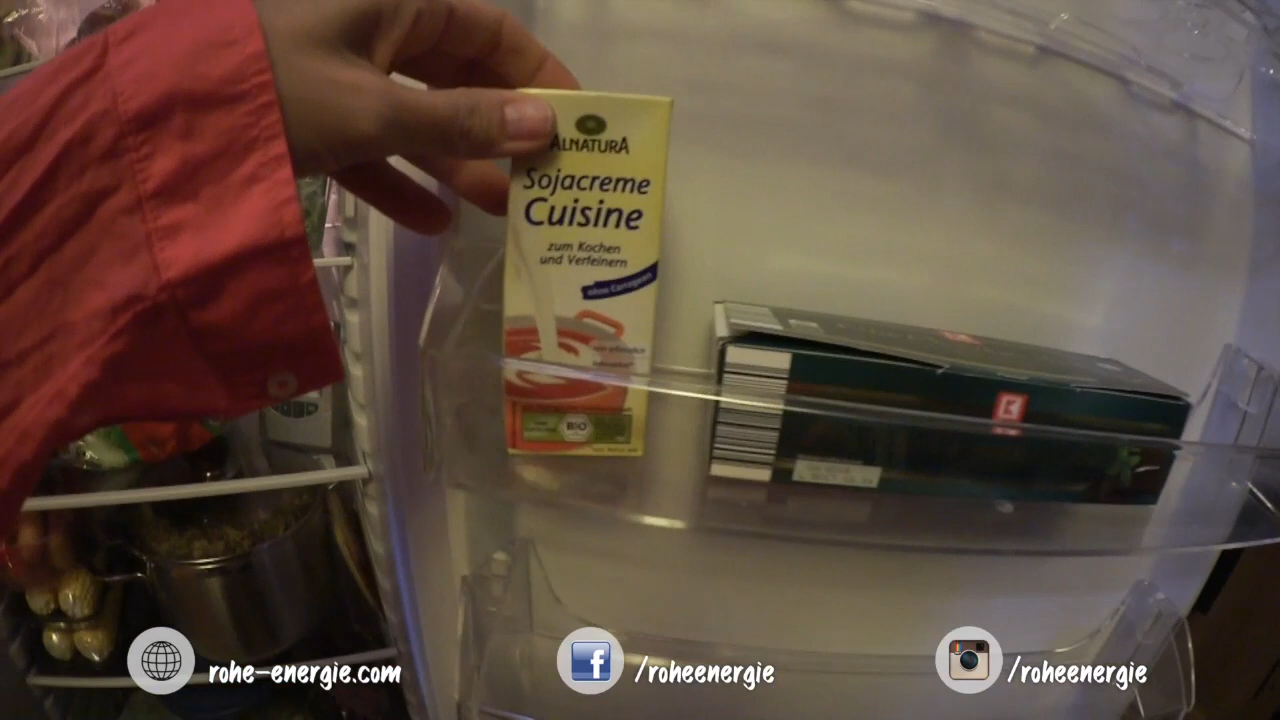 ALNATURA
Sojacreme
Cuisine
zum Kochen
und Verfeinern
ohne Carrageen
BIO
K
rohe-energie.com
/roheenergie
/roheenergie